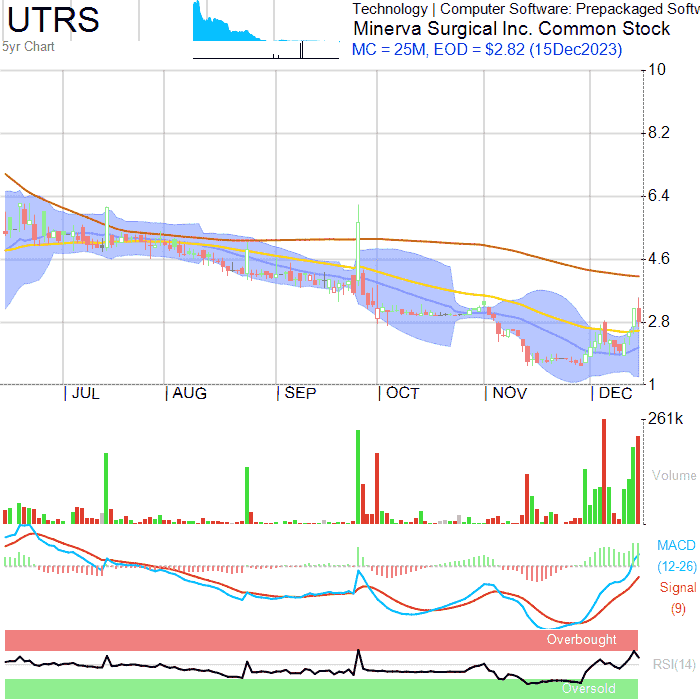 UTRS
5yr Chart
Technology | Computer Software: Prepackaged Softw
Minerva Surgical Inc. Common Stock
MC = 25M, EOD = $2.82 (15Dec2023)
10
8.2
6.4
4.6
2.8
1
JUL AUG SEP OCT NOV DEC
261k
Volume
MACD
(12-26)
Signal
(9)
Overbought
RSI(14)
Oversold